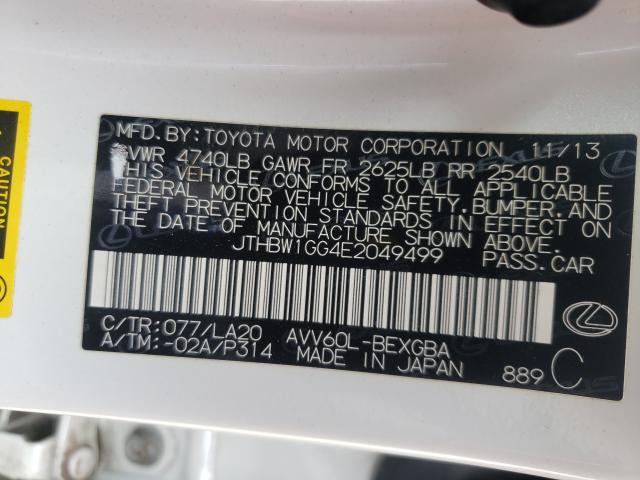 MFD. BY: TOYOTA MOTOR CORPORATION 11/13
GVWR 4740LB GAWR FR 2625LB RR 2540LB
THIS VEHICLE CONFORMS TO ALL APPLICABLE
FEDERAL MOTOR VEHICLE SAFETY, BUMPER, AND
THEFT PREVENTION STANDARDS IN EFFECT ON
THE DATE OF MANUFACTURE SHOWN ABOVE.
JTHBW1GG4E2049499 PASS. CAR
C/TR: 077/LA20 AVV60L-BEXGBA
A/TM: -02A/P314 MADE IN JAPAN
889 C
CAUTION